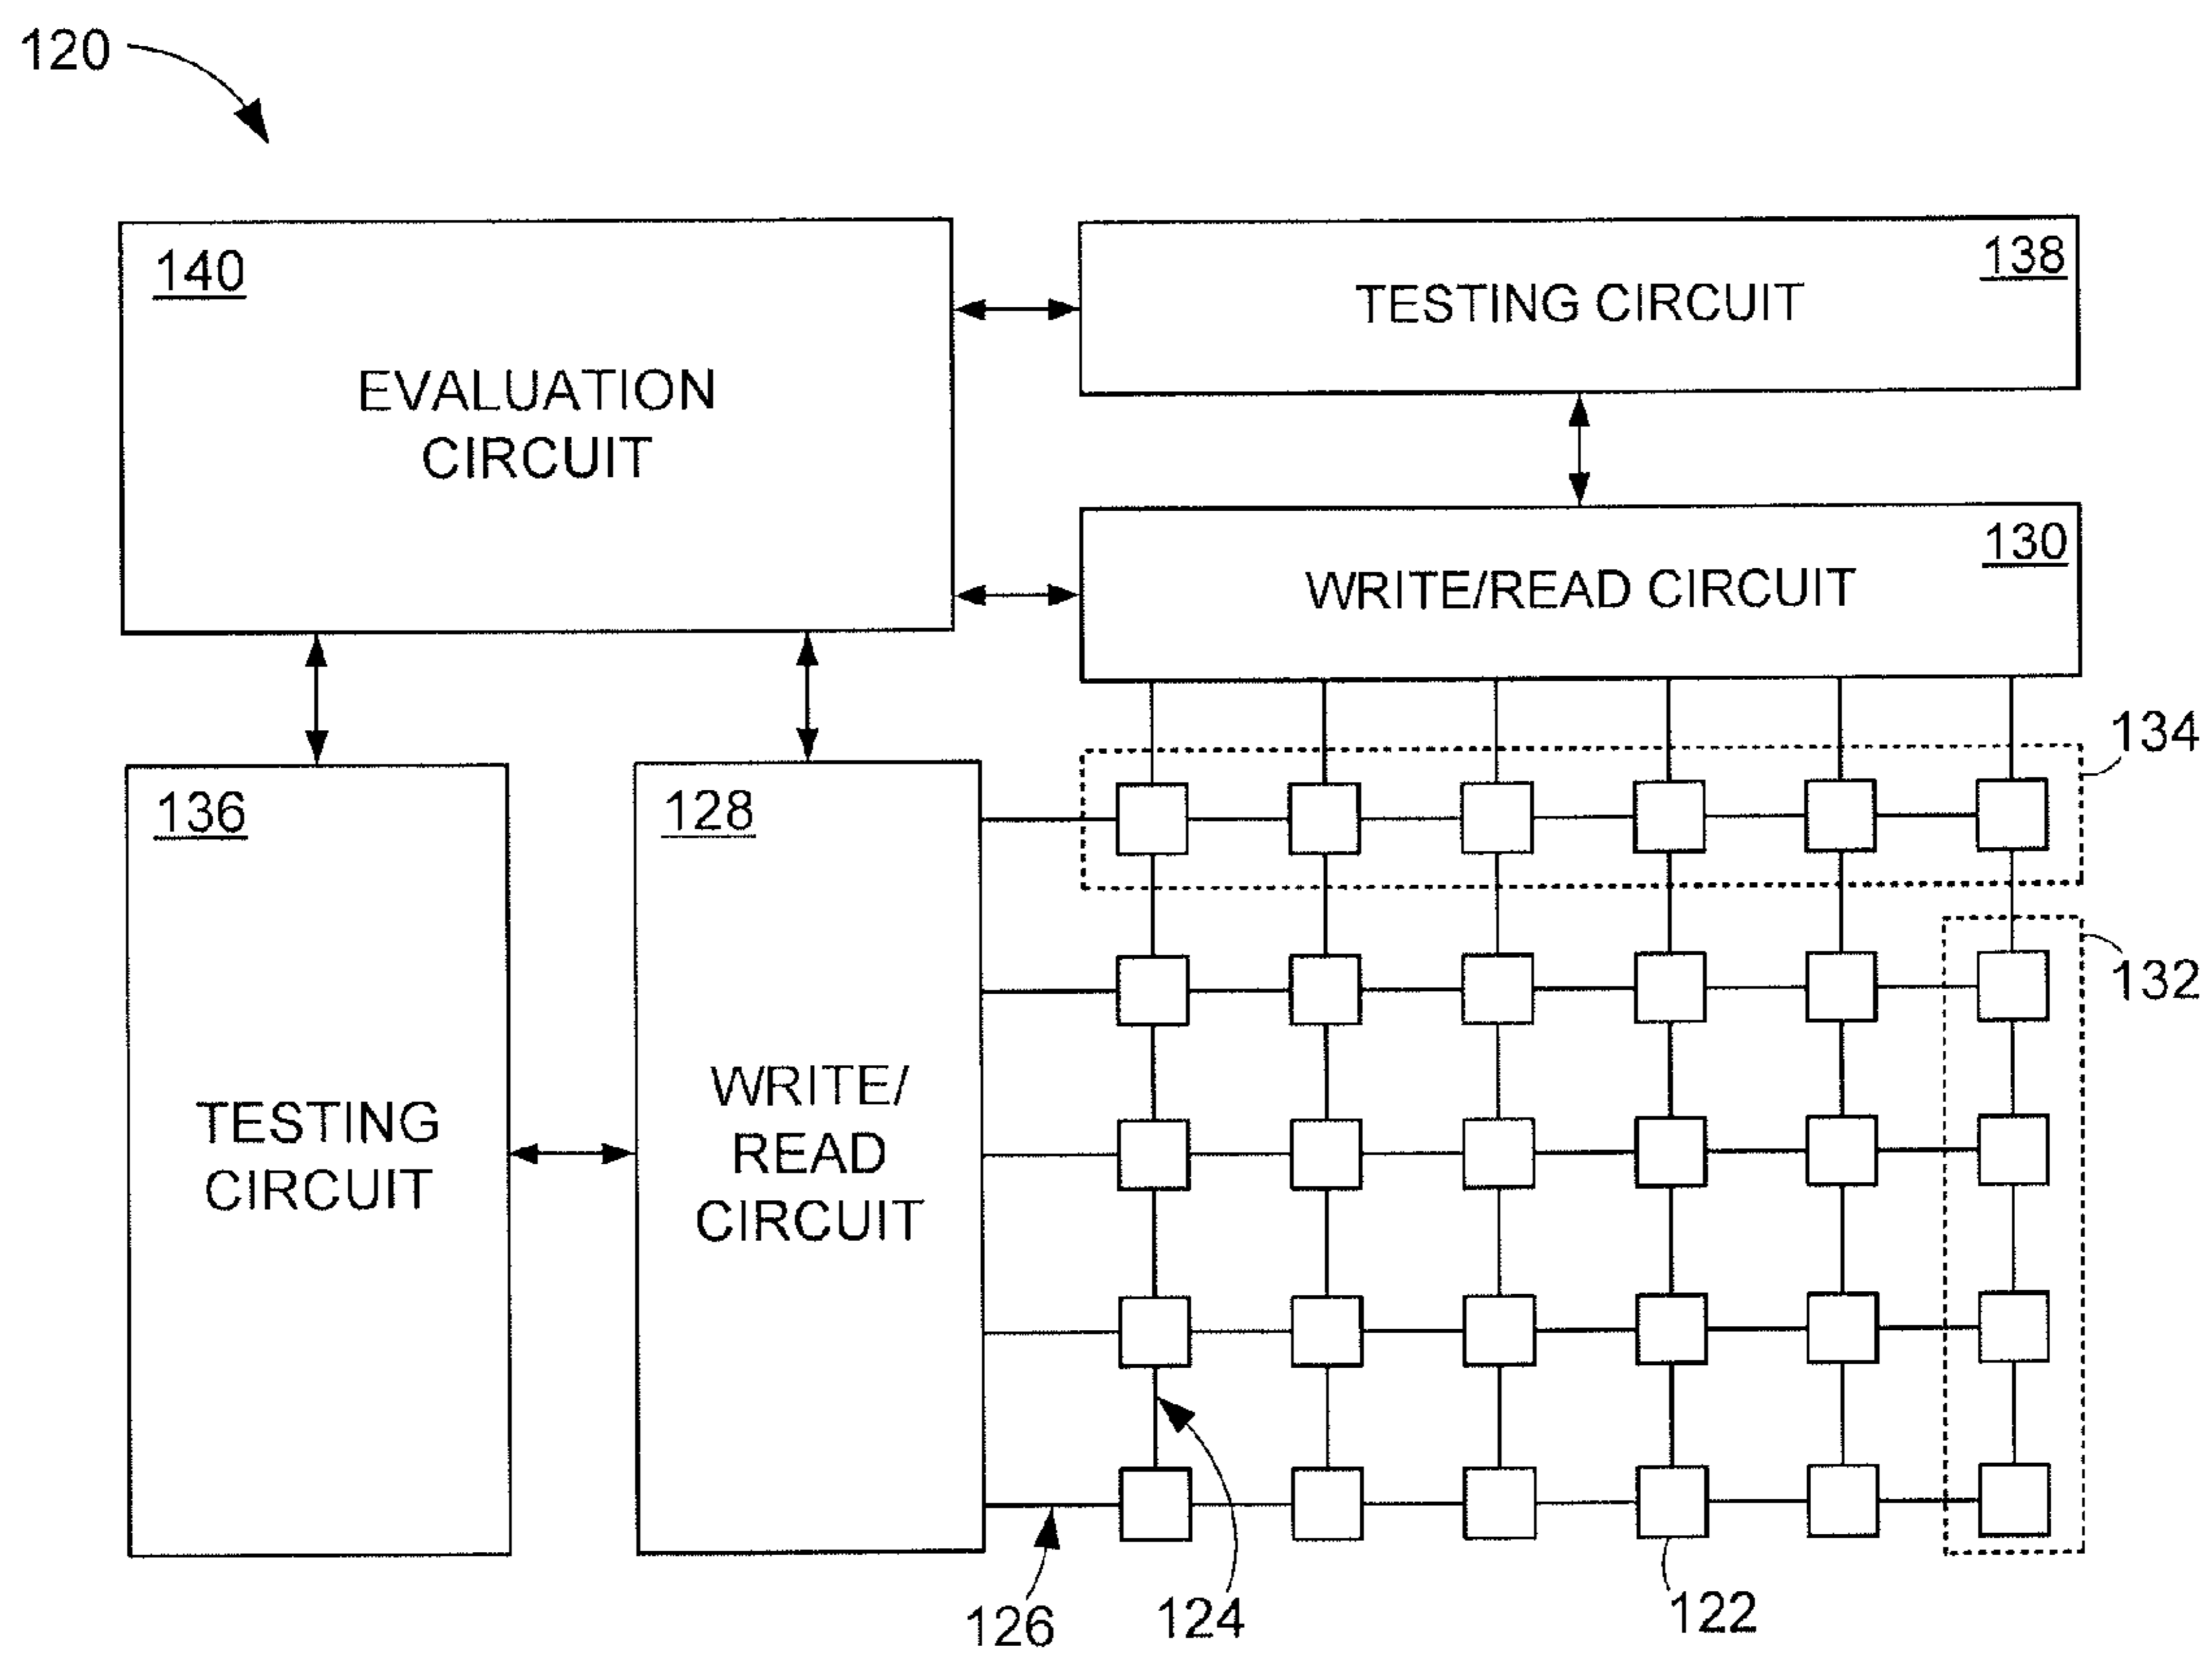 120
140
EVALUATION
CIRCUIT
138
TESTING CIRCUIT
130
WRITE/READ CIRCUIT
134
132
136
TESTING
CIRCUIT
128
WRITE/
READ
CIRCUIT
126
124
122